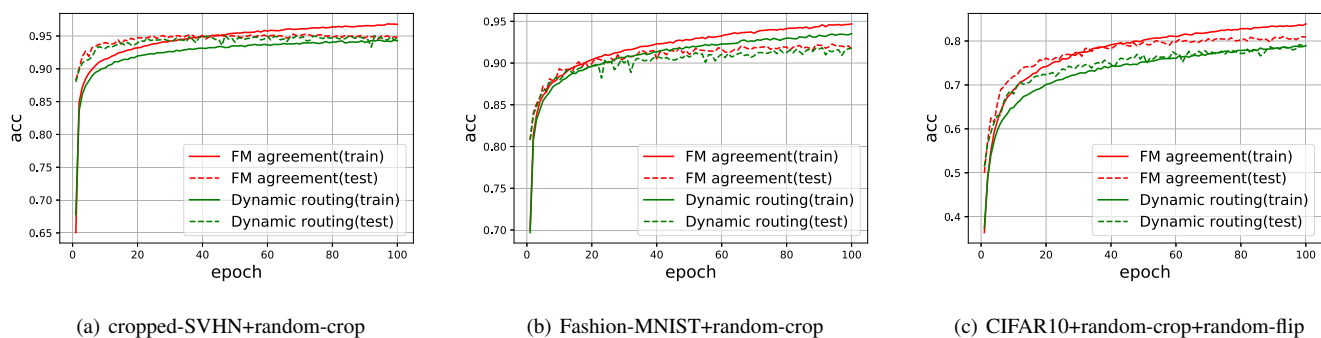 acc
0.95
0.90
0.85
0.80
0.75
0.70
0.65
FM agreement(train)
FM agreement(test)
Dynamic routing(train)
Dynamic routing(test)
0 20 40 60 80 100
epoch
(a) cropped-SVHN+random-crop
acc
0.95
0.90
0.85
0.80
0.75
0.70
FM agreement(train)
FM agreement(test)
Dynamic routing(train)
Dynamic routing(test)
0 20 40 60 80 100
epoch
(b) Fashion-MNIST+random-crop
acc
0.8
0.7
0.6
0.5
0.4
FM agreement(train)
FM agreement(test)
Dynamic routing(train)
Dynamic routing(test)
0 20 40 60 80 100
epoch
(c) CIFAR10+random-crop+random-flip